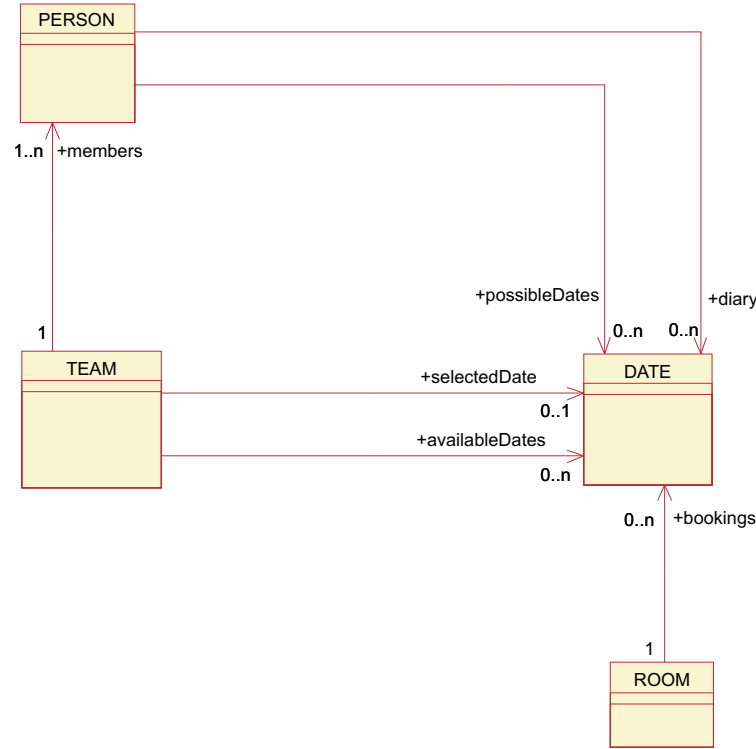 PERSON
1..n +members
+possibleDates
+diary
0..n
0..n
1
TEAM
DATE
+selectedDate
0..1
+availableDates
0..n
0..n +bookings
1
ROOM